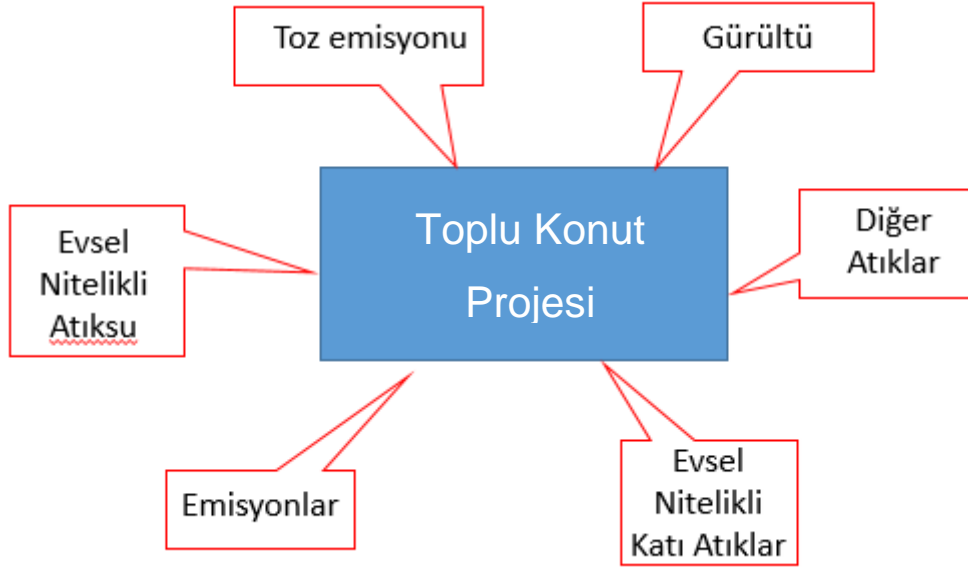 Toz emisyonu
Gürültü
Evsel
Nitelikli
Atıksu
Toplu Konut
Projesi
Diğer
Atıklar
Emisyonlar
Evsel
Nitelikli
Katı Atıklar